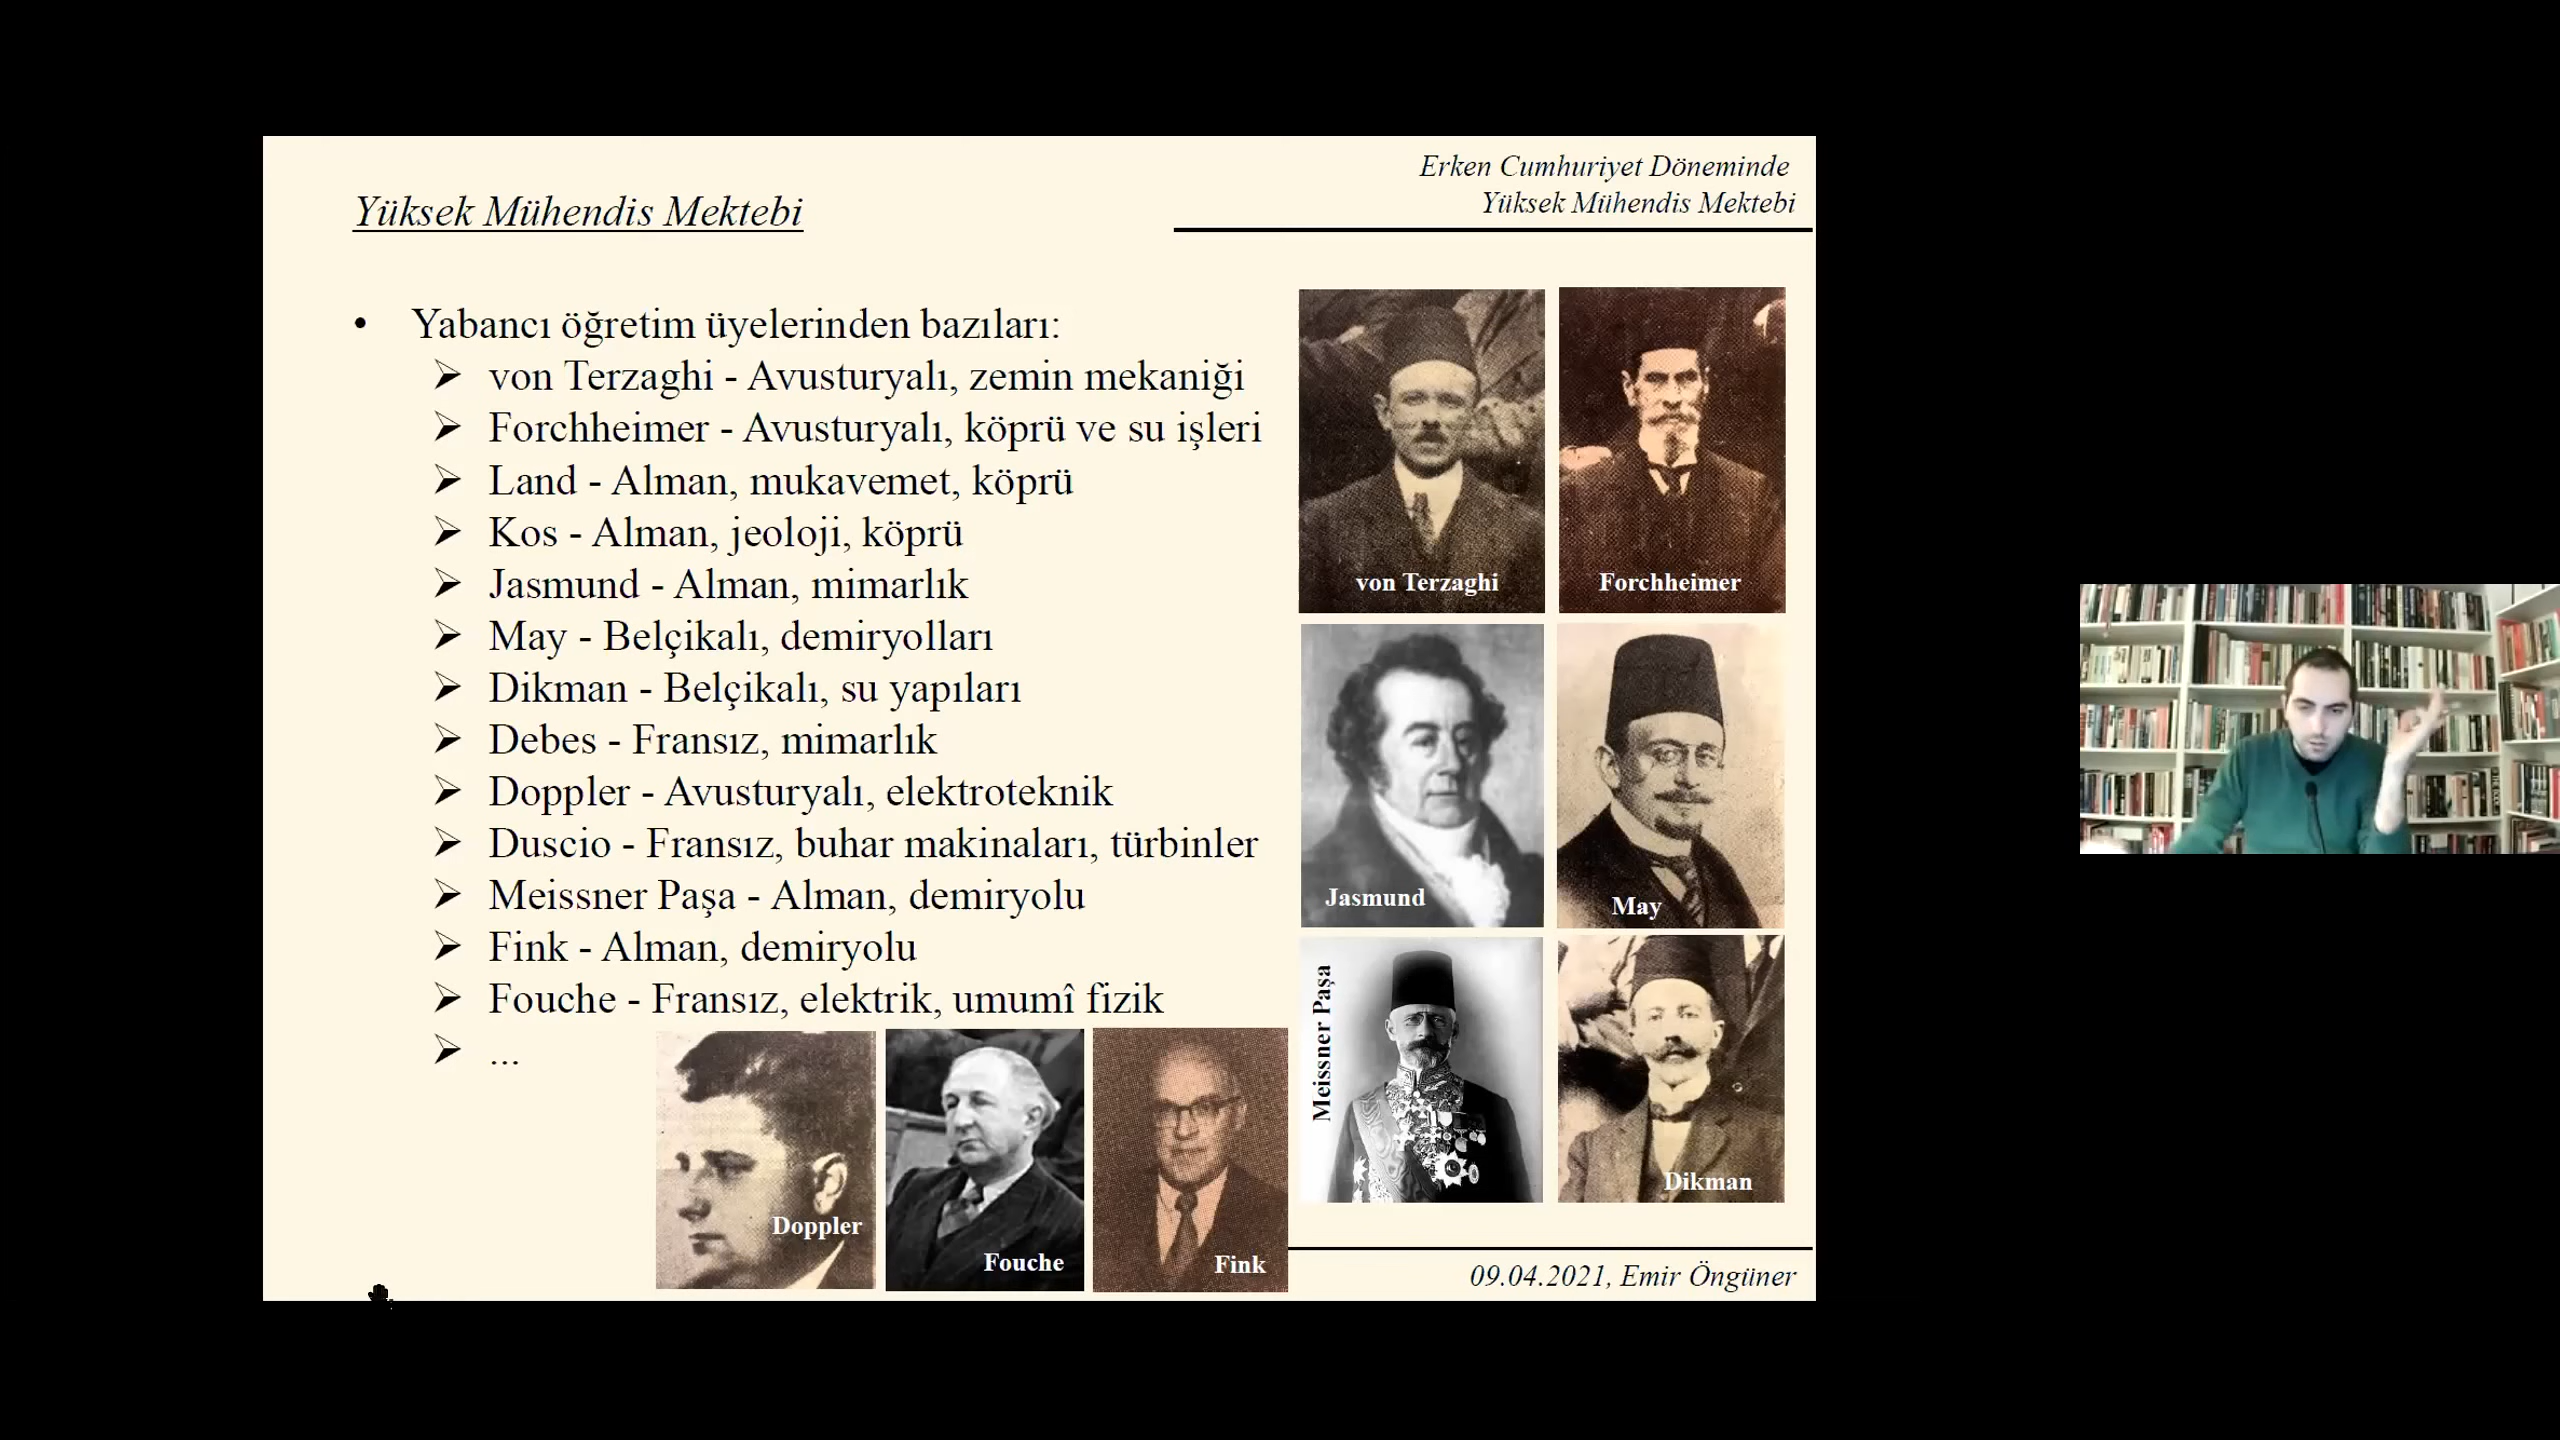 Erken Cumhuriyet Döneminde
Yüksek Mühendis Mektebi
Yüksek Mühendis Mektebi
• Yabancı öğretim üyelerinden bazıları:
➢ von Terzaghi - Avusturyalı, zemin mekaniği
➢ Forchheimer - Avusturyalı, köprü ve su işleri
➢ Land - Alman, mukavemet, köprü
➢ Kos - Alman, jeoloji, köprü
➢ Jasmund - Alman, mimarlık
➢ May - Belçikalı, demiryolları
➢ Dikman - Belçikalı, su yapıları
➢ Debes - Fransız, mimarlık
➢ Doppler - Avusturyalı, elektroteknik
➢ Duscio - Fransız, buhar makinaları, türbinler
➢ Meissner Paşa - Alman, demiryolu
➢ Fink - Alman, demiryolu
➢ Fouche - Fransız, elektrik, umumî fizik
➢ ...
von Terzaghi
Forchheimer
Jasmund
May
Meissner Paşa
Dikman
Doppler
Fouche
Fink
09.04.2021, Emir Öngüner